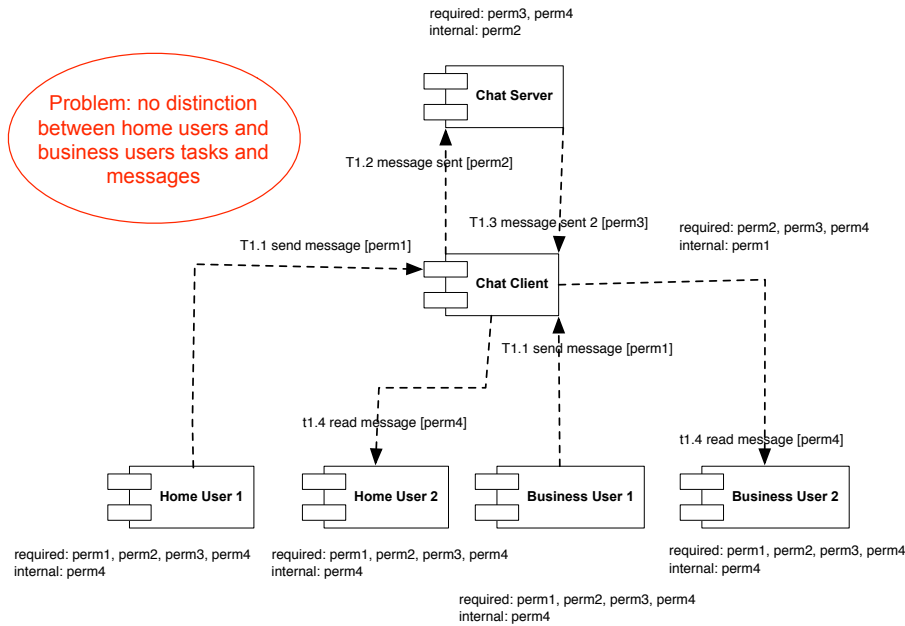 required: perm3, perm4
internal: perm2
Chat Server
Problem: no distinction
between home users and
business users tasks and
messages
T1.2 message sent [perm2]
T1.3 message sent 2 [perm3]
required: perm2, perm3, perm4
internal: perm1
T1.1 send message [perm1]
Chat Client
T1.1 send message [perm1]
t1.4 read message [perm4]
t1.4 read message [perm4]
Home User 1
Home User 2
Business User 1
Business User 2
required: perm1, perm2, perm3, perm4
internal: perm4
required: perm1, perm2, perm3, perm4
internal: perm4
required: perm1, perm2, perm3, perm4
internal: perm4
required: perm1, perm2, perm3, perm4
internal: perm4